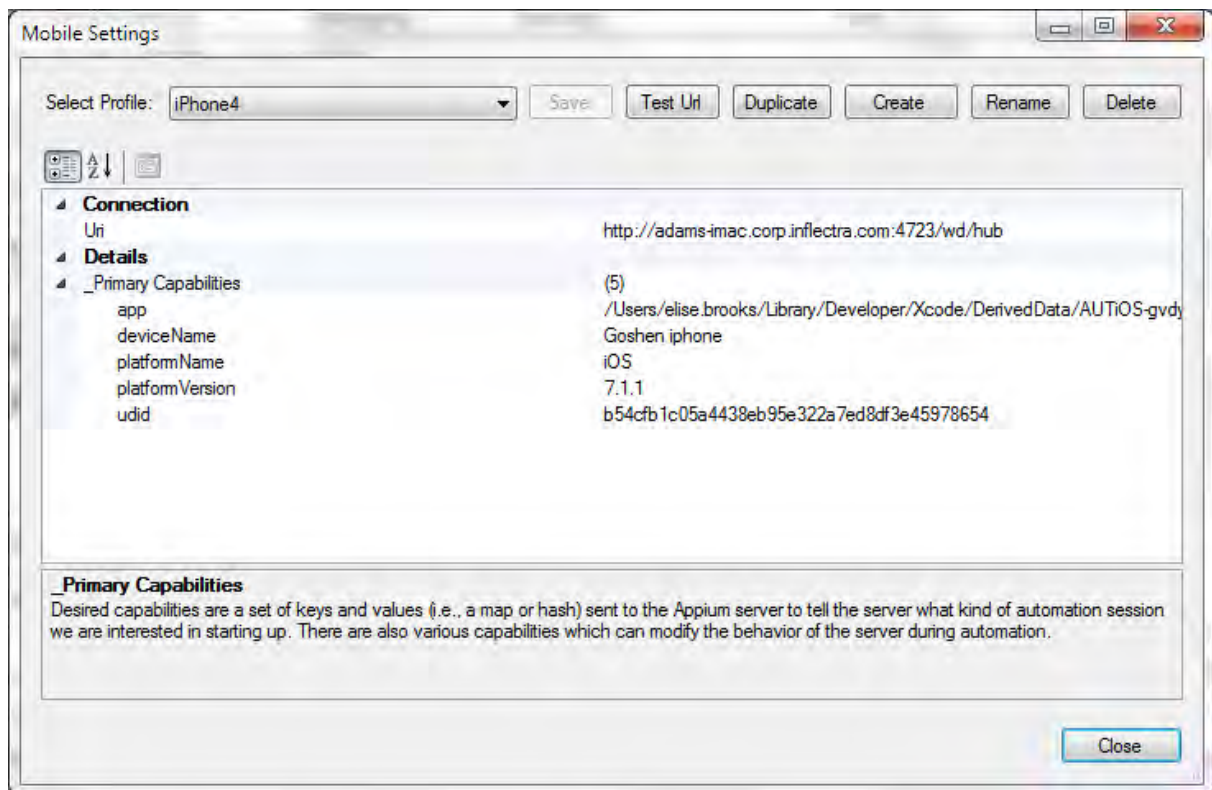 Mobile Settings
Select Profile: iPhone4 Save Test Url Duplicate Create Rename Delete
Connection
Uri http://adams-imac.corp.inflectra.com:4723/wd/hub
Details
_Primary Capabilities (5)
app /Users/elise.brooks/Library/Developer/Xcode/DerivedData/AUTiOS-gvdy
deviceName Goshen iphone
platformName iOS
platformVersion 7.1.1
udid b54cfb1c05a4438eb95e322a7ed8df3e45978654
_Primary Capabilities
Desired capabilities are a set of keys and values (i.e., a map or hash) sent to the Appium server to tell the server what kind of automation session
we are interested in starting up. There are also various capabilities which can modify the behavior of the server during automation.
Close